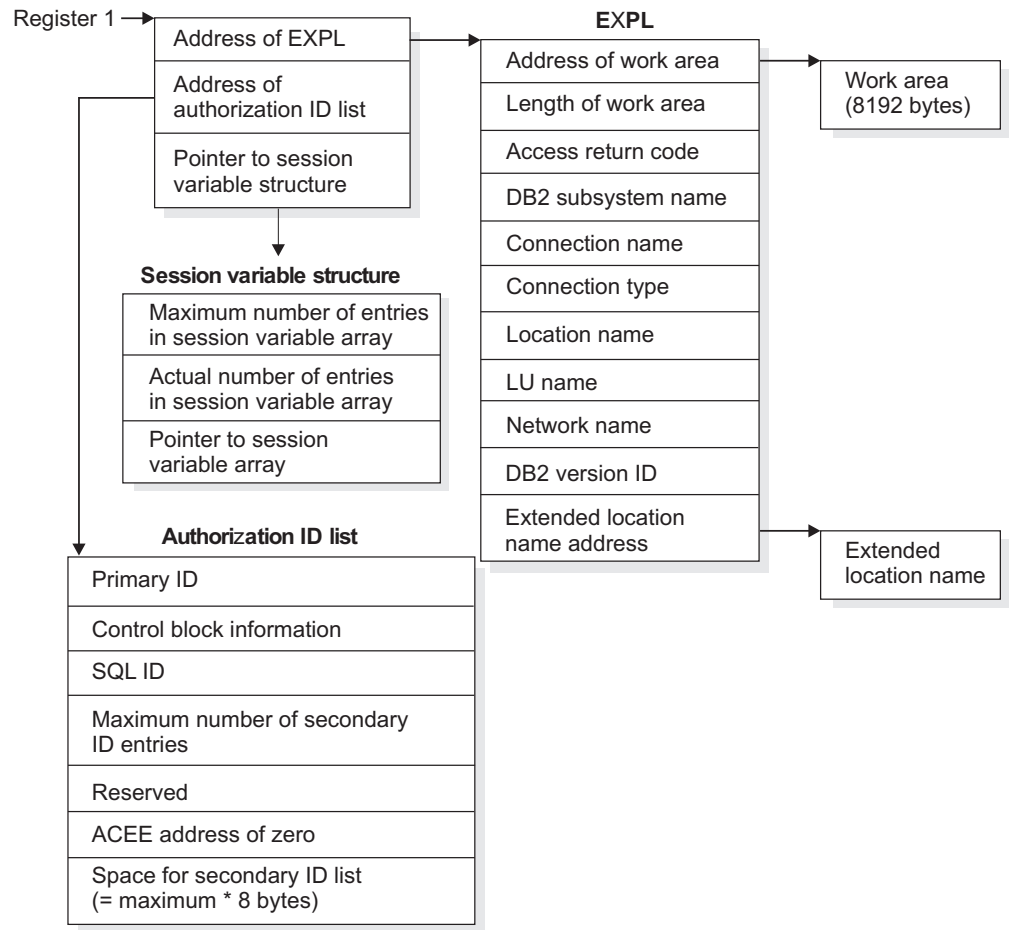 Register 1
Address of EXPL
Address of
authorization ID list
Pointer to session
variable structure
EXPL
Address of work area
Length of work area
Access return code
DB2 subsystem name
Connection name
Connection type
Location name
LU name
Network name
DB2 version ID
Extended location
name address
Work area
(8192 bytes)
Extended
location name
Session variable structure
Maximum number of entries
in session variable array
Actual number of entries
in session variable array
Pointer to session
variable array
Authorization ID list
Primary ID
Control block information
SQL ID
Maximum number of secondary
ID entries
Reserved
ACEE address of zero
Space for secondary ID list
(= maximum * 8 bytes)